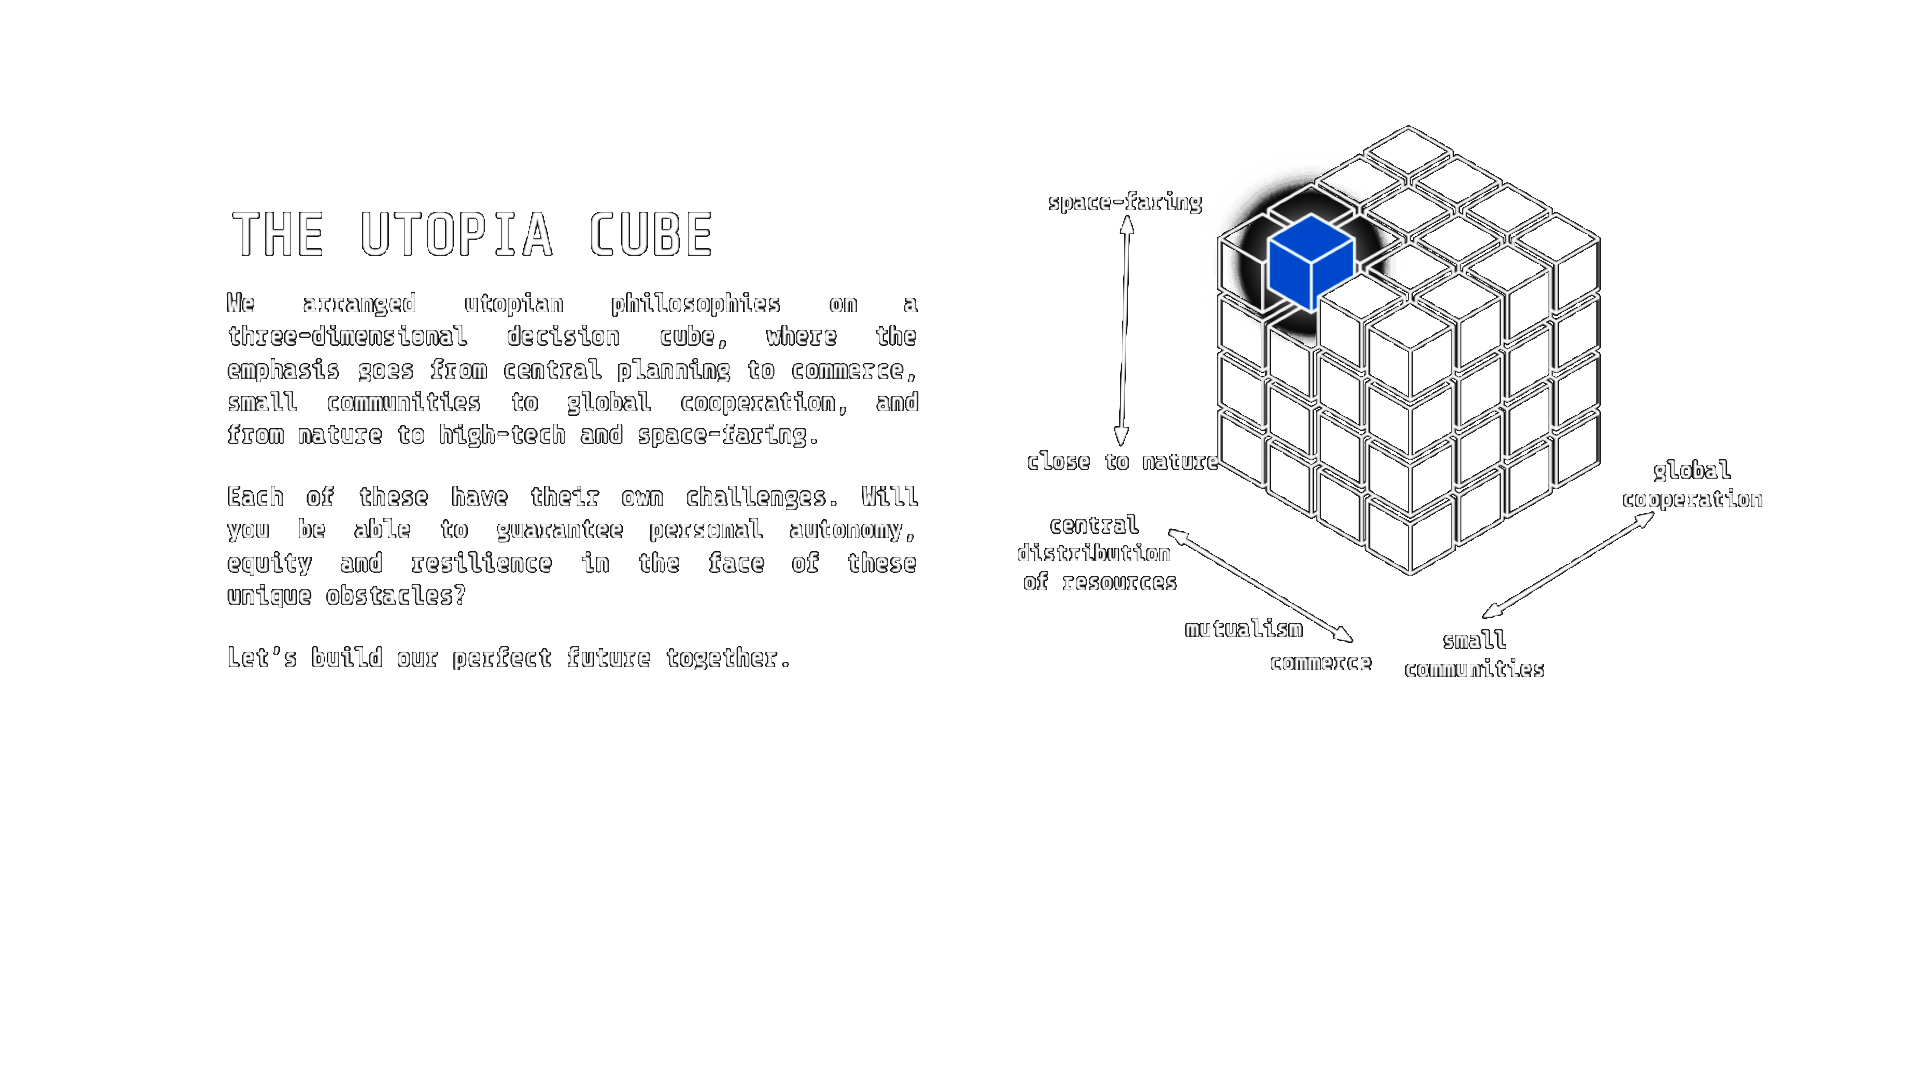 THE UTOPIA CUBE
We arranged utopian philosophies on a
three-dimensional decision cube, where the
emphasis goes from central planning to commerce,
small communities to global cooperation, and
from nature to high-tech and space-faring.
Each of these have their own challenges. Will
you be able to guarantee personal autonomy,
equity and resilience in the face of these
unique obstacles?
Let's build our perfect future together.
space-faring
close to nature
central
distribution
of resources
mutualism
commerce
small
communities
global
cooperation